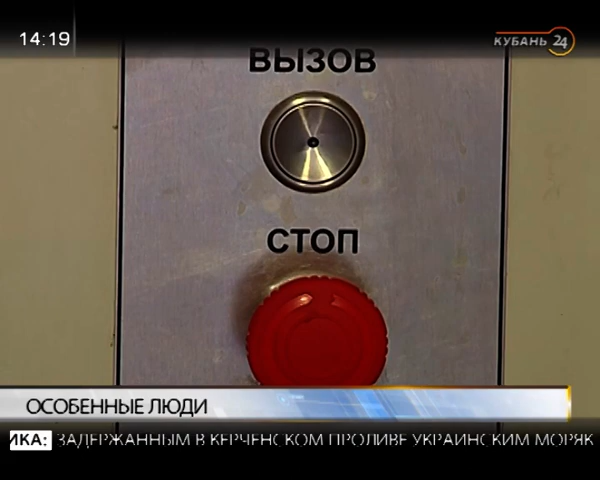 14:19
КУБАНЬ 24
ВЫЗОВ
СТОП
ОСОБЕННЫЕ ЛЮДИ
ИКА: ЗАДЕРЖАННЫМ В КЕРЧЕНСКОМ ПРОЛИВЕ УКРАИНСКИМ МОРЯК